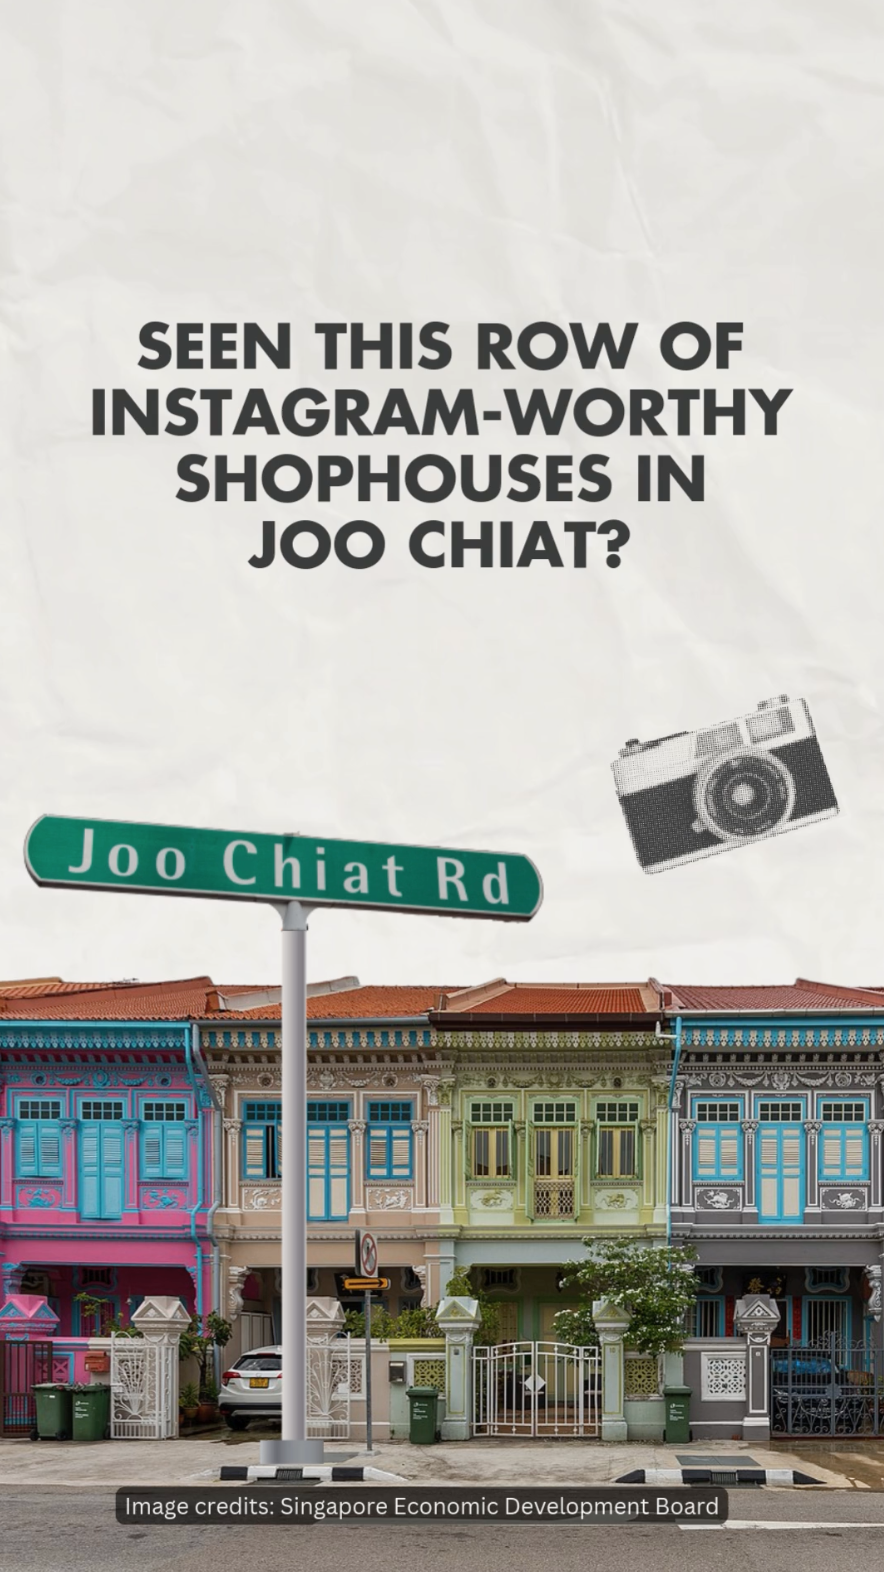 SEEN THIS ROW OF
INSTAGRAM-WORTHY
SHOPHOUSES IN
JOO CHIAT?
Joo Chiat Rd
Image credits: Singapore Economic Development Board